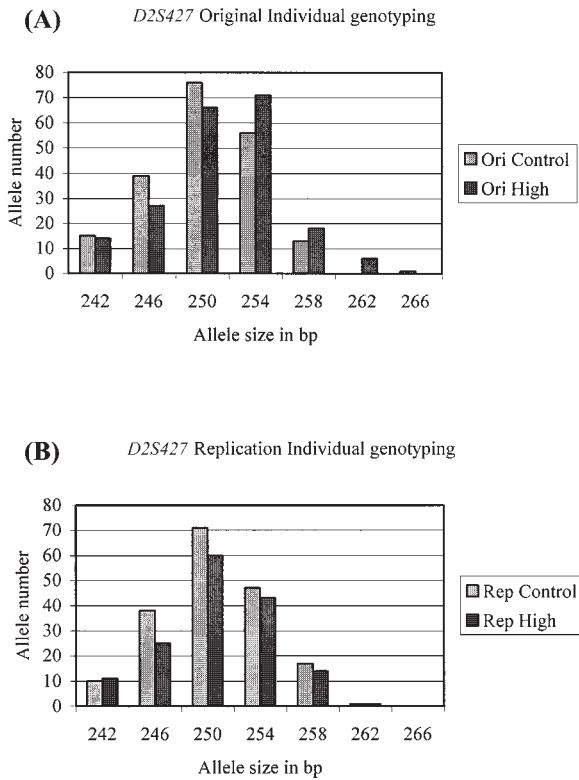 (A)
D2S427 Original Individual genotyping
80
70
60
50
40
30
20
10
0
Allele number
242 246 250 254 258 262 266
Allele size in bp
Ori Control
Ori High
(B)
D2S427 Replication Individual genotyping
80
70
60
50
40
30
20
10
0
Allele number
242 246 250 254 258 262 266
Allele size in bp
Rep Control
Rep High